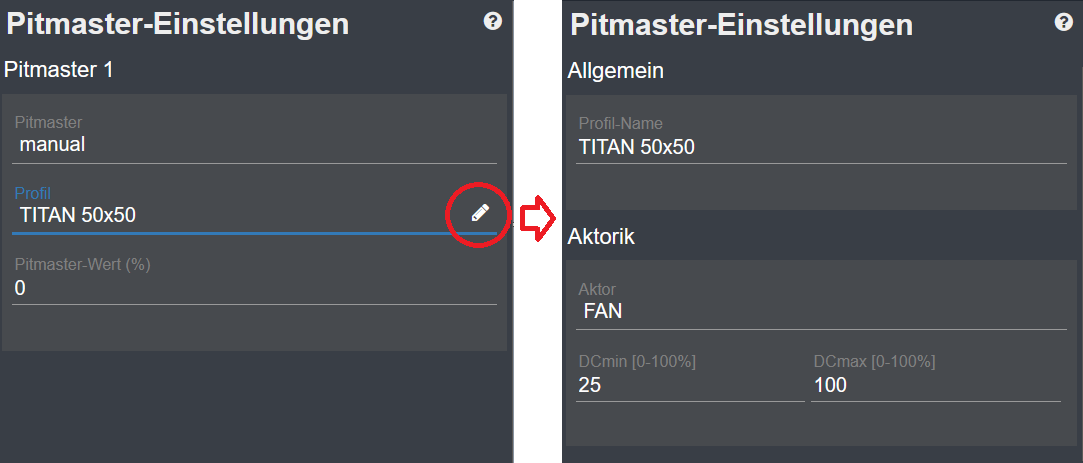 Pitmaster-Einstellungen
Pitmaster 1
Pitmaster
manual
Profil
TITAN 50x50
Pitmaster-Wert (%)
0
Pitmaster-Einstellungen
Allgemein
Profil-Name
TITAN 50x50
Aktorik
Aktor
FAN
DCmin [0-100%] DCmax [0-100%]
25 100